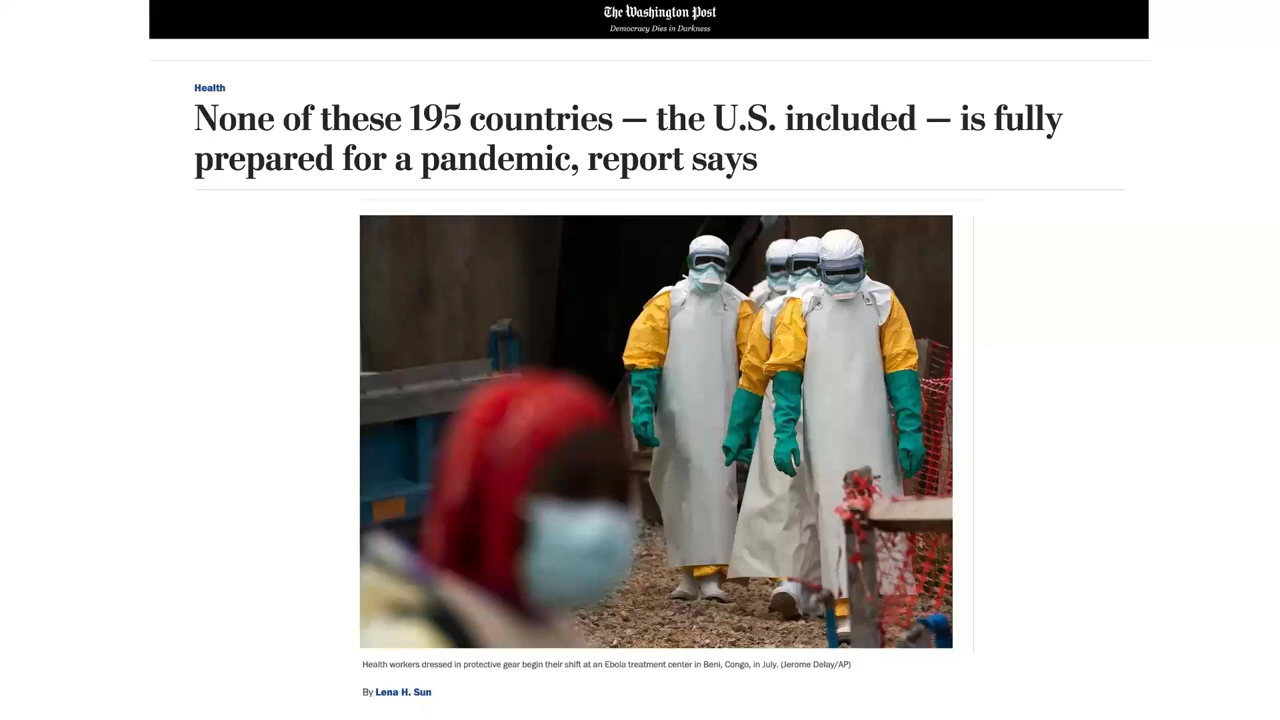 The Washington Post
Democracy Dies in Darkness
Health
None of these 195 countries — the U.S. included — is fully
prepared for a pandemic, report says
Health workers dressed in protective gear begin their shift at an Ebola treatment center in Beni, Congo, in July. (Jerome Delay/AP)
By Lena H. Sun